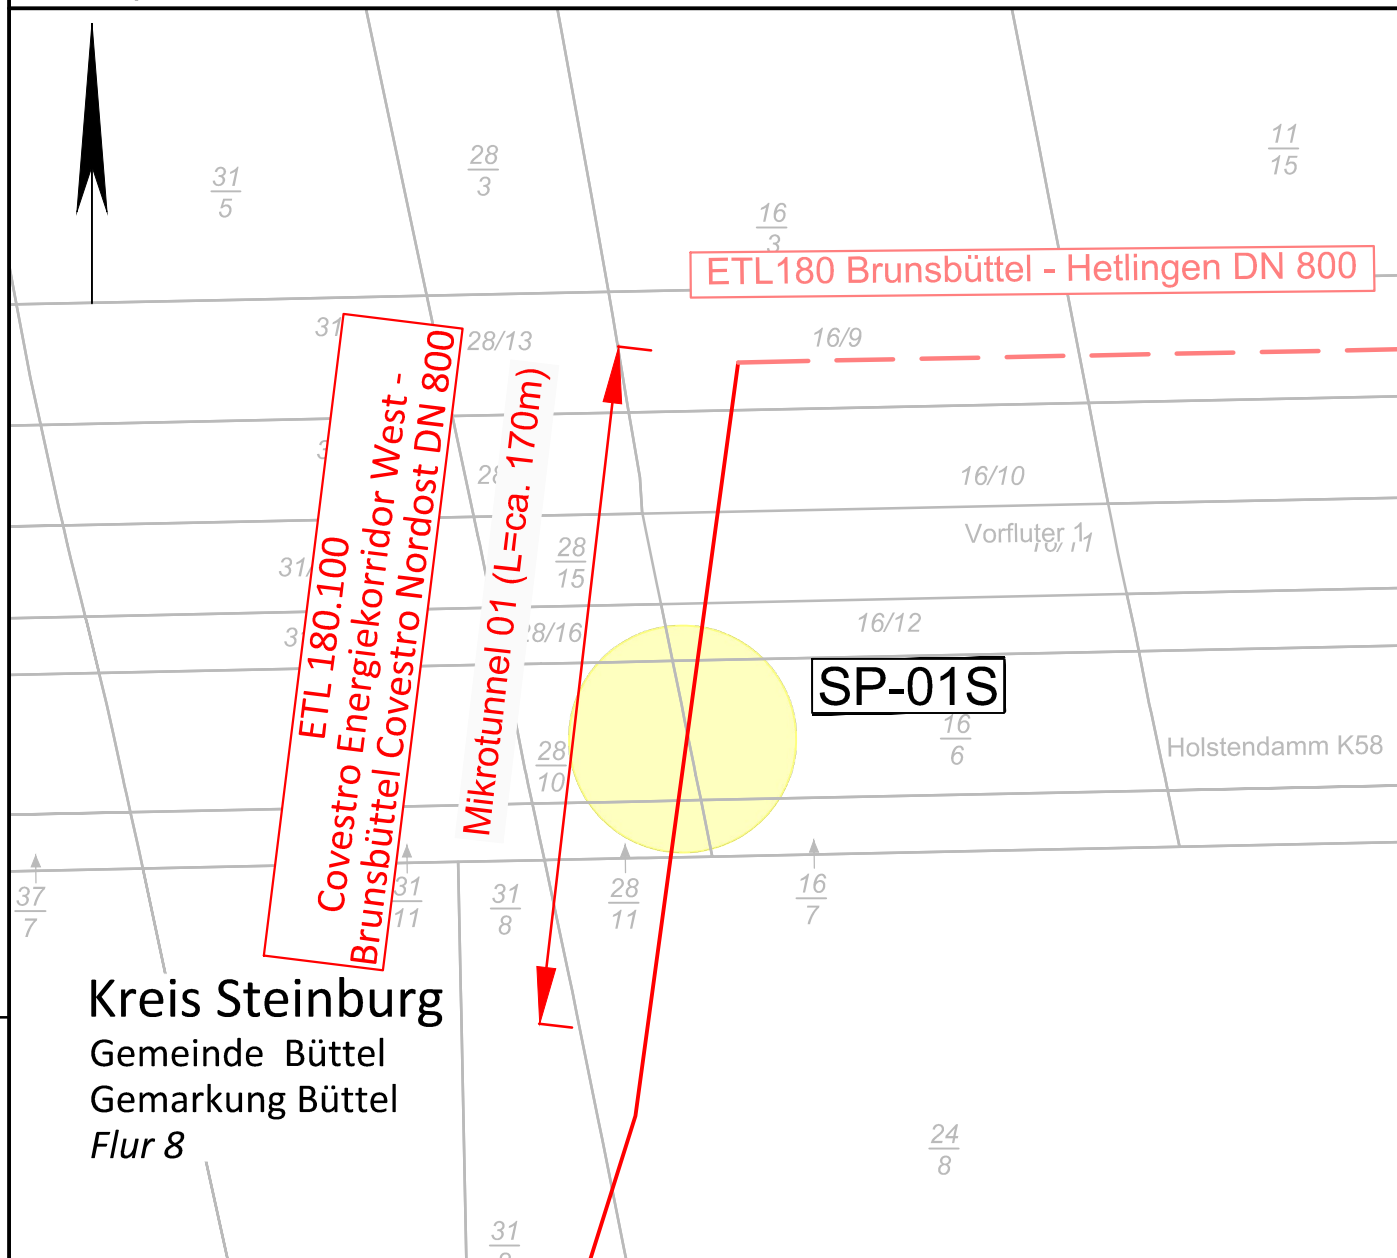 11
15
28
3
31
5
16
3
ETL180 Brunsbüttel - Hetlingen DN 800
28/13
16/9
ETL 180.100
Covestro Energiekorridor West -
Brunsbüttel Covestro Nordost DN 800
Mikrotunnel 01 (L=ca. 170m)
16/10
Vorfluter 1
28
15
16/12
SP-01S
16
6
Holstendamm K58
28
10
37
7
31
11
31
8
28
11
16
7
Kreis Steinburg
Gemeinde Büttel
Gemarkung Büttel
Flur 8
24
8
31